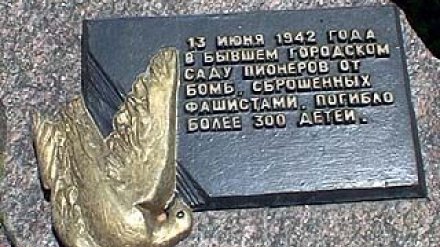 13 ИЮНЯ 1942 ГОДА
В БЫВШЕМ ГОРОДСКОМ
САДУ ПИОНЕРОВ ОТ
БОМБ, СБРОШЕННЫХ
ФАШИСТАМИ, ПОГИБЛО
БОЛЕЕ 300 ДЕТЕЙ.